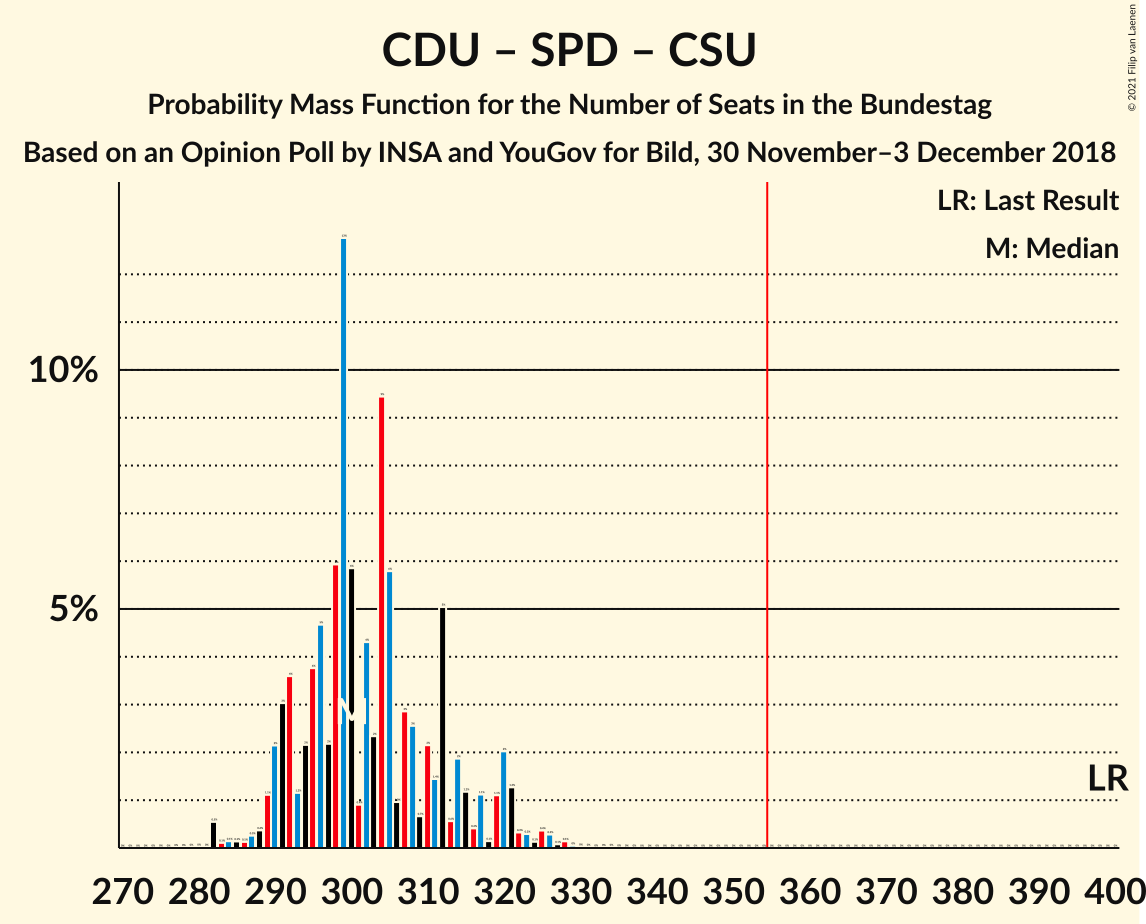 CDU – SPD – CSU
Probability Mass Function for the Number of Seats in the Bundestag
Based on an Opinion Poll by INSA and YouGov for Bild, 30 November–3 December 2018
© 2021 Filip van Laenen
LR: Last Result
M: Median
10%
5%
M
LR
270 280 290 300 310 320 330 340 350 360 370 380 390 400